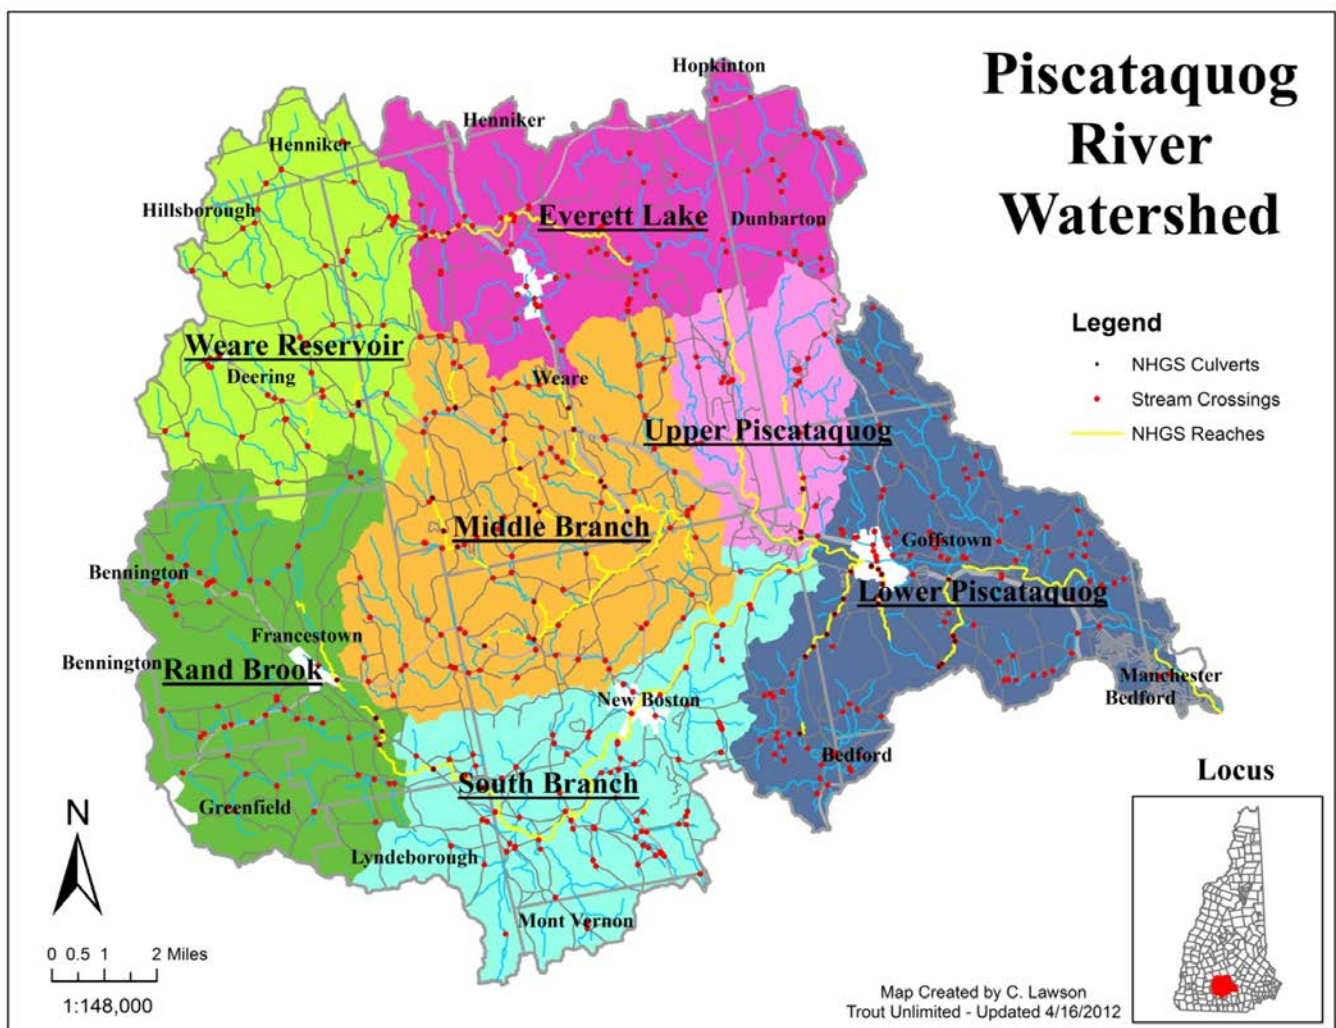 Piscataquog
River
Watershed
Hopkinton
Henniker
Henniker
Hillsborough
Everett Lake
Dunbarton
Legend
NHGS Culverts
Stream Crossings
NHGS Reaches
Weare Reservoir
Deering
Weare
Upper Piscataquog
Middle Branch
Goffstown
Bennington
Lower Piscataquog
Francestown
Bennington
Rand Brook
Manchester
Bedford
New Boston
Bedford
Locus
South Branch
Greenfield
N
Lyndeborough
Mont Vernon
0 0.5 1 2 Miles
1:148,000
Map Created by C. Lawson
Trout Unlimited - Updated 4/16/2012